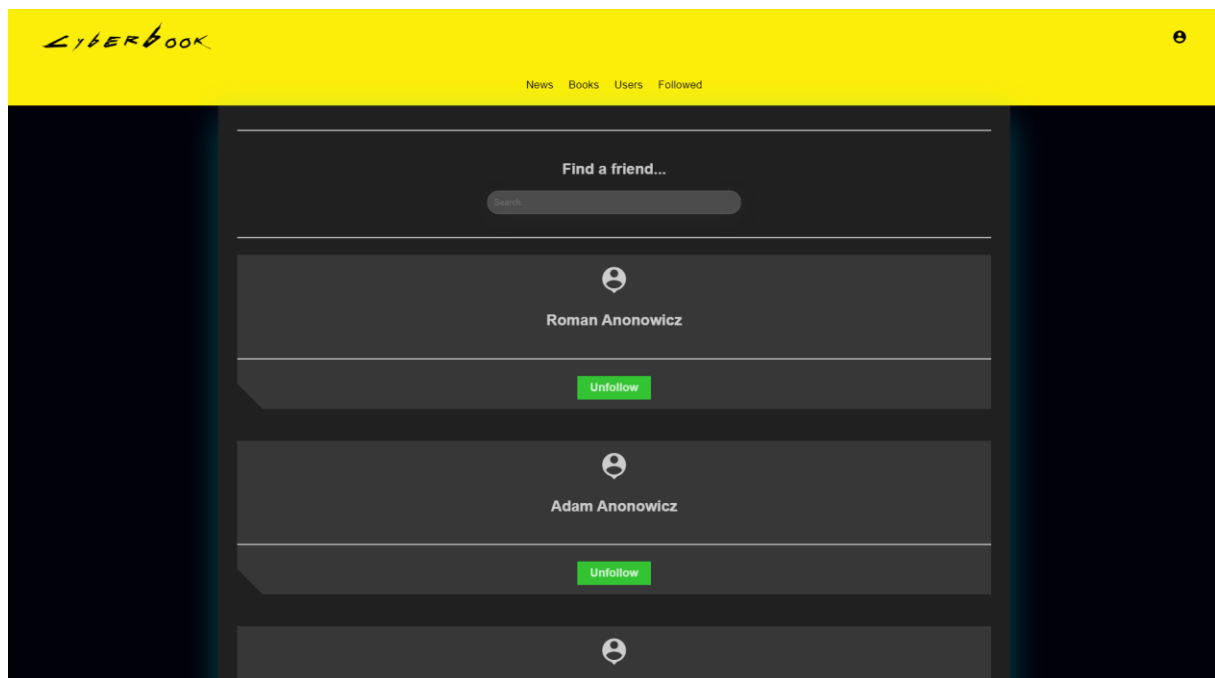 CyberBook
News Books Users Followed
Find a friend...
Search...
Roman Anonowicz
Unfollow
Adam Anonowicz
Unfollow